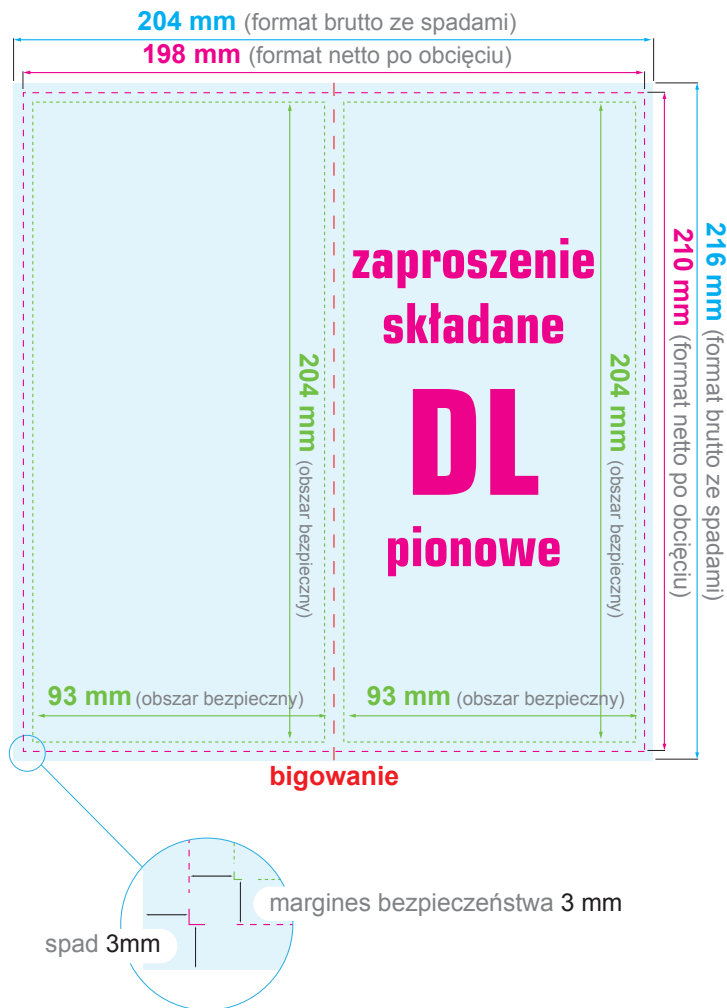 204 mm (format brutto ze spadami)
198 mm (format netto po obcięciu)
216 mm (format brutto ze spadami)
210 mm (format netto po obcięciu)
zaproszenie
składane
DL
pionowe
204 mm (obszar bezpieczny)
204 mm (obszar bezpieczny)
93 mm (obszar bezpieczny)
93 mm (obszar bezpieczny)
bigowanie
margines bezpieczeństwa 3 mm
spad 3mm